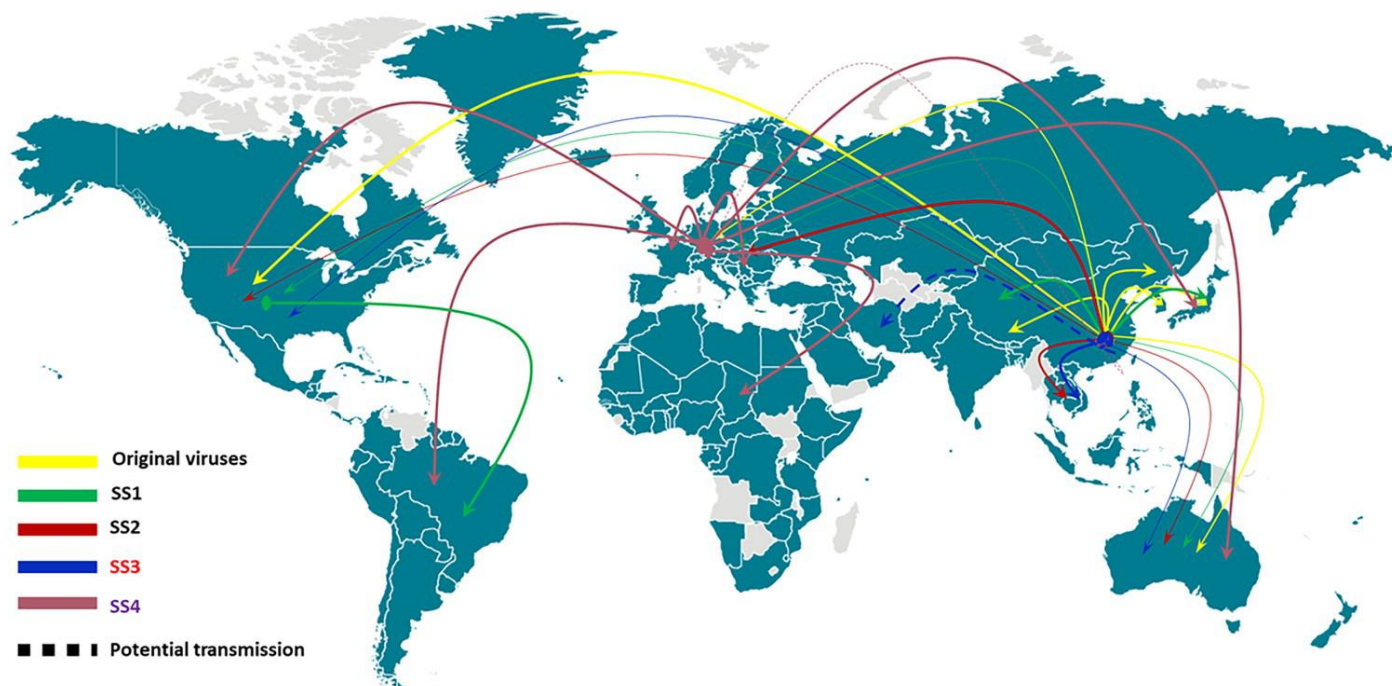 Original viruses
SS1
SS2
SS3
SS4
Potential transmission